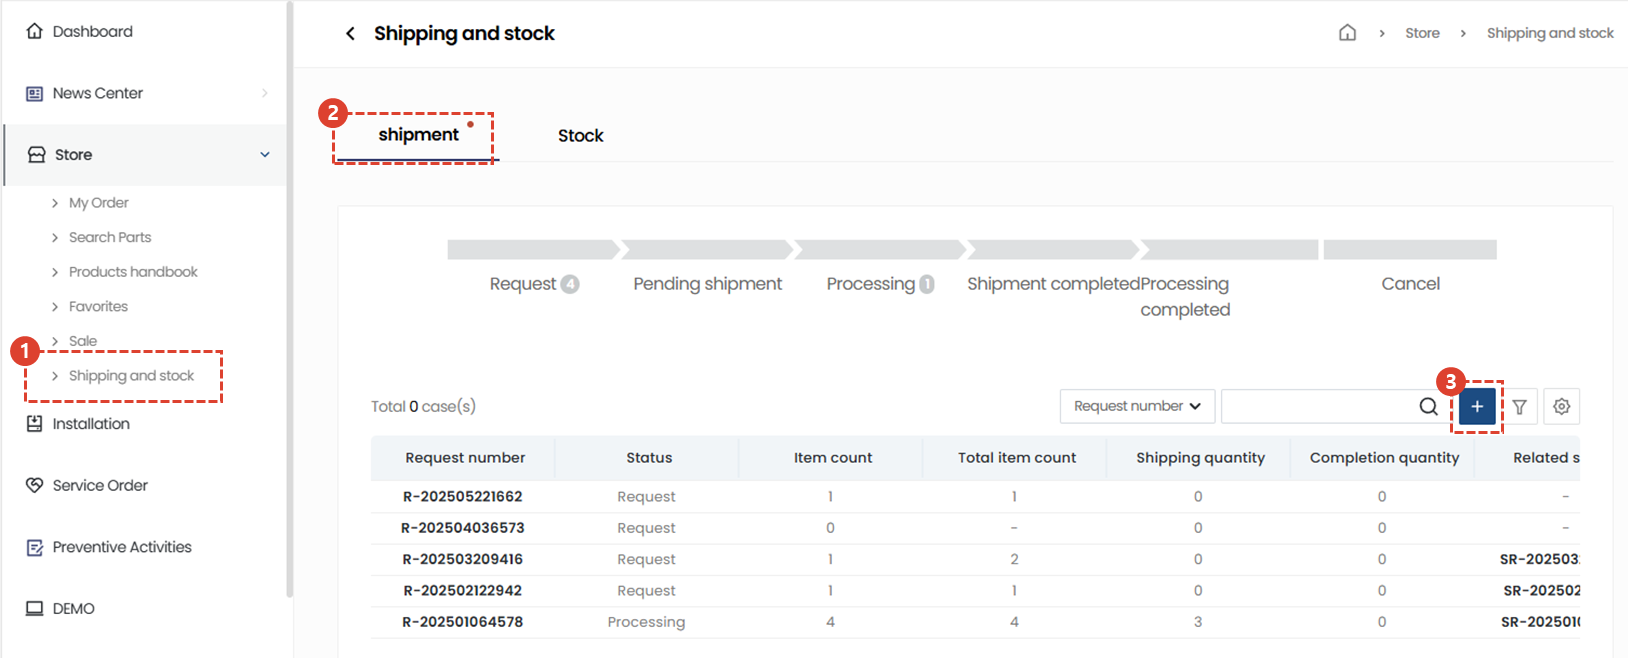 Dashboard
News Center
Store
My Order
Search Parts
Products handbook
Favorites
Sale
1
Shipping and stock
Installation
Service Order
Preventive Activities
DEMO
Shipping and stock
Store
Shipping and stock
2
shipment
Stock
Request 4
Pending shipment
Processing 1
Shipment completed
Processing
completed
Cancel
Total 0 case(s)
Request number
3
+
Request number Status Item count Total item count Shipping quantity Completion quantity Related s
R-202505221662 Request 1 1 0 0 -
R-202504036573 Request 0 - 0 0 -
R-202503209416 Request 1 2 0 0 SR-202503
R-202502122942 Request 1 1 0 0 SR-202502
R-202501064578 Processing 4 4 3 0 SR-202501